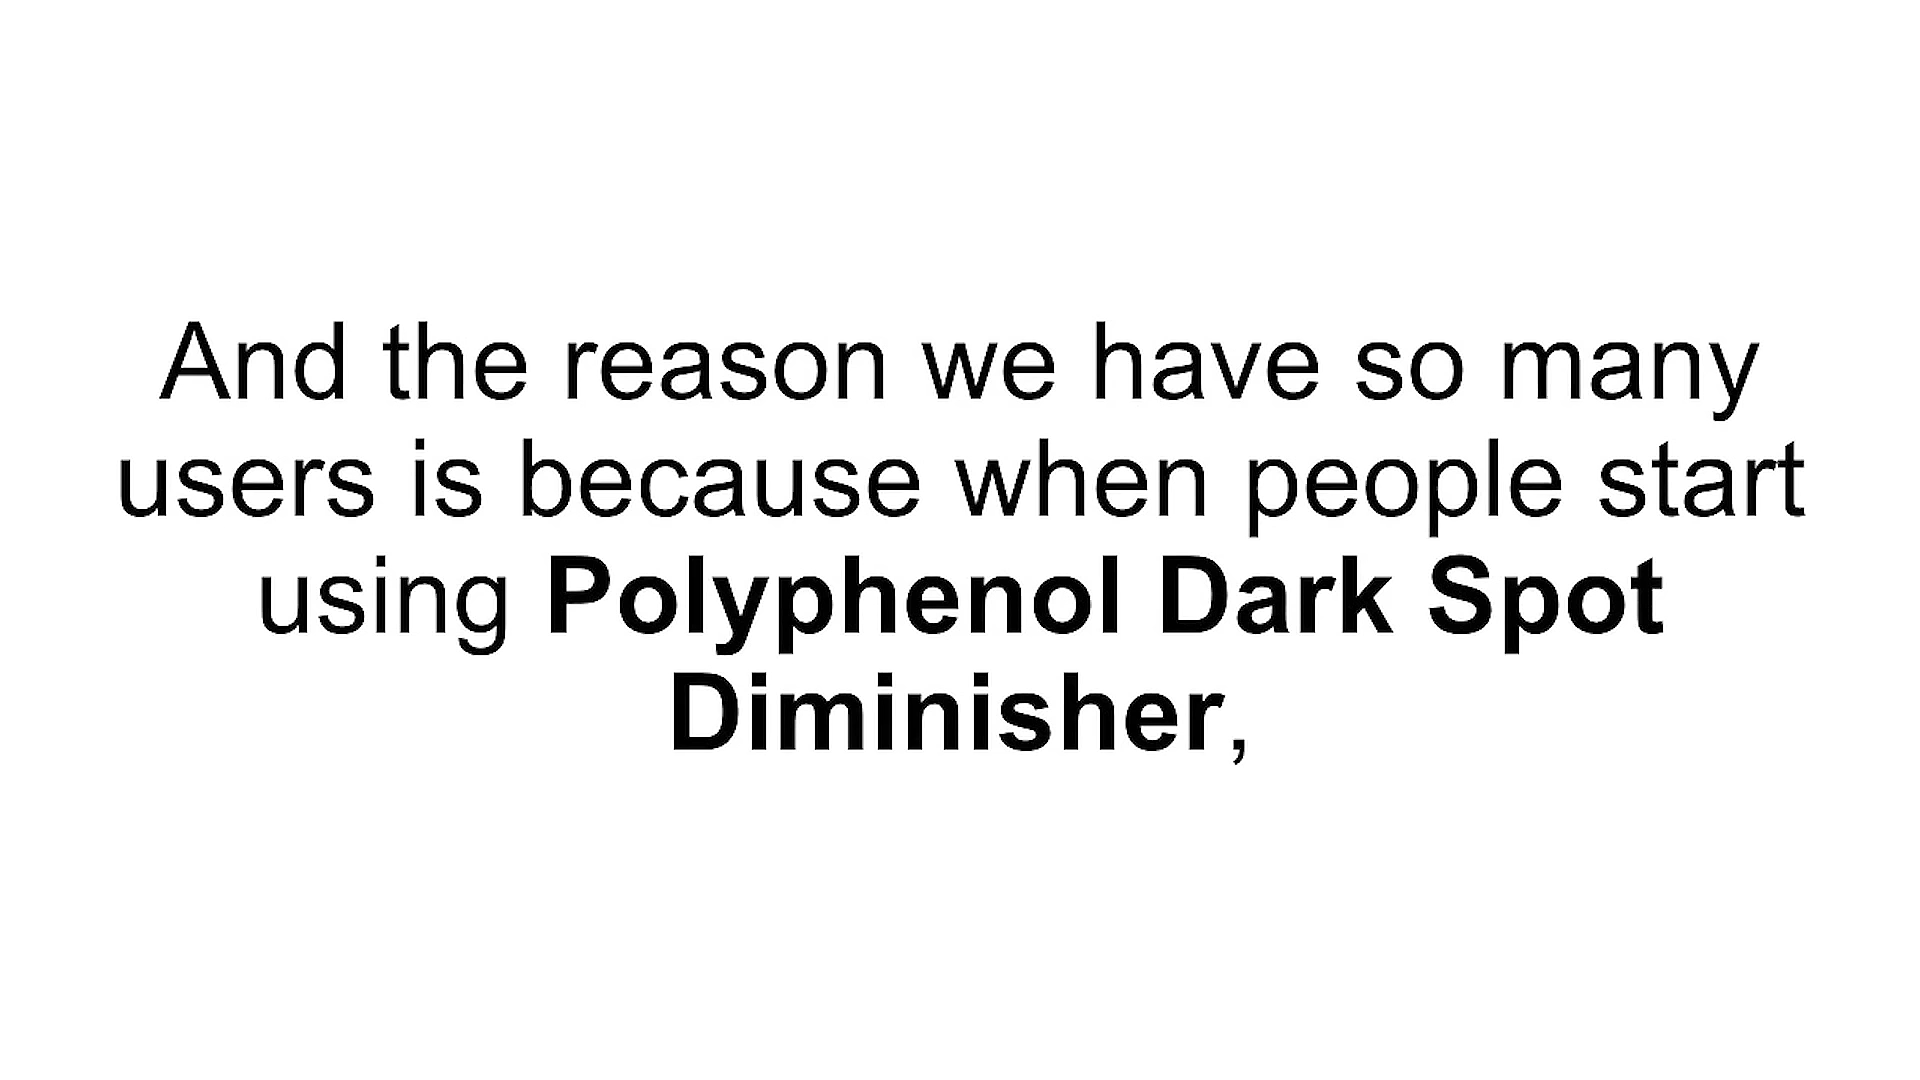 And the reason we have so many
users is because when people start
using Polyphenol Dark Spot
Diminisher,